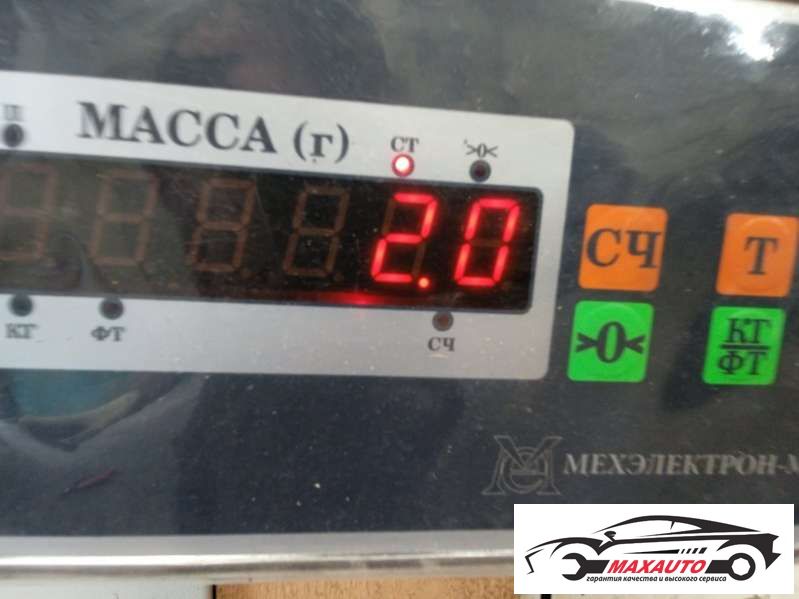 МАССА (г)
СТ
>0<
2.0
КГ
ФТ
СЧ
СЧ
Т
>0<
КГ
ФТ
МЕХЭЛЕКТРОН-М
MAXAUTO
гарантия качества и высокого сервиса